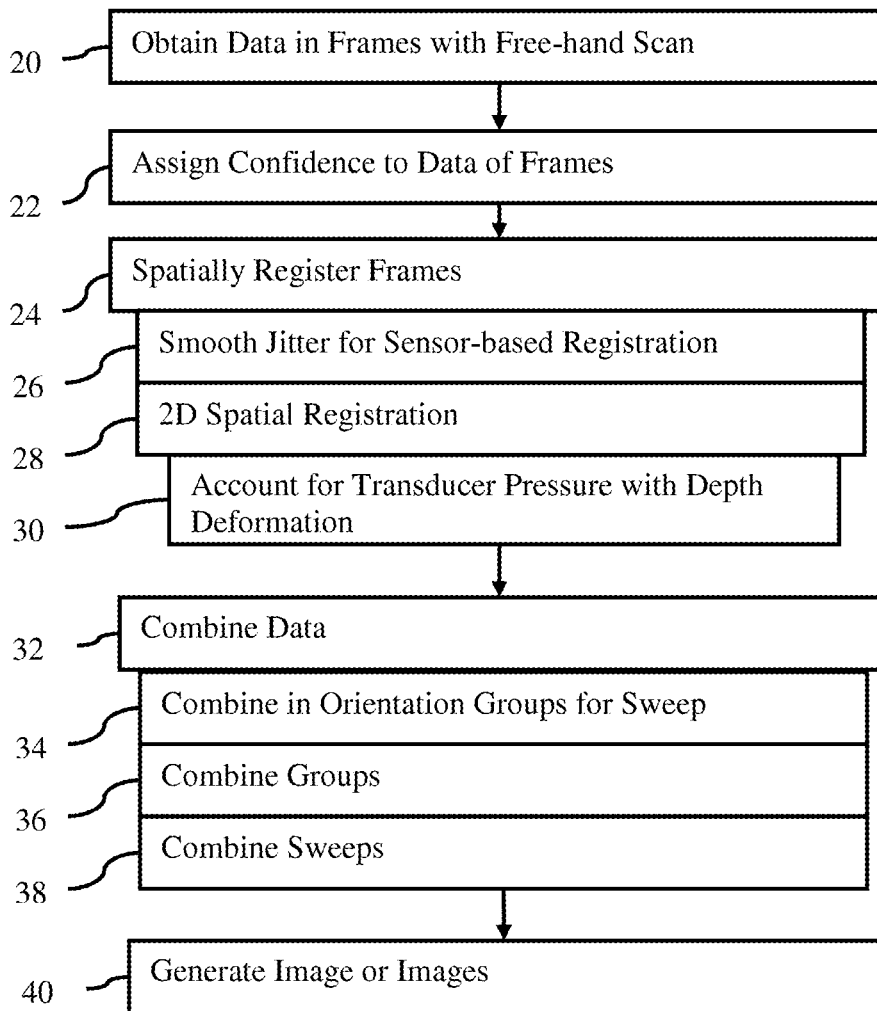 20
Obtain Data in Frames with Free-hand Scan
22
Assign Confidence to Data of Frames
24
Spatially Register Frames
26
Smooth Jitter for Sensor-based Registration
28
2D Spatial Registration
30
Account for Transducer Pressure with Depth
Deformation
32
Combine Data
34
Combine in Orientation Groups for Sweep
36
Combine Groups
38
Combine Sweeps
40
Generate Image or Images